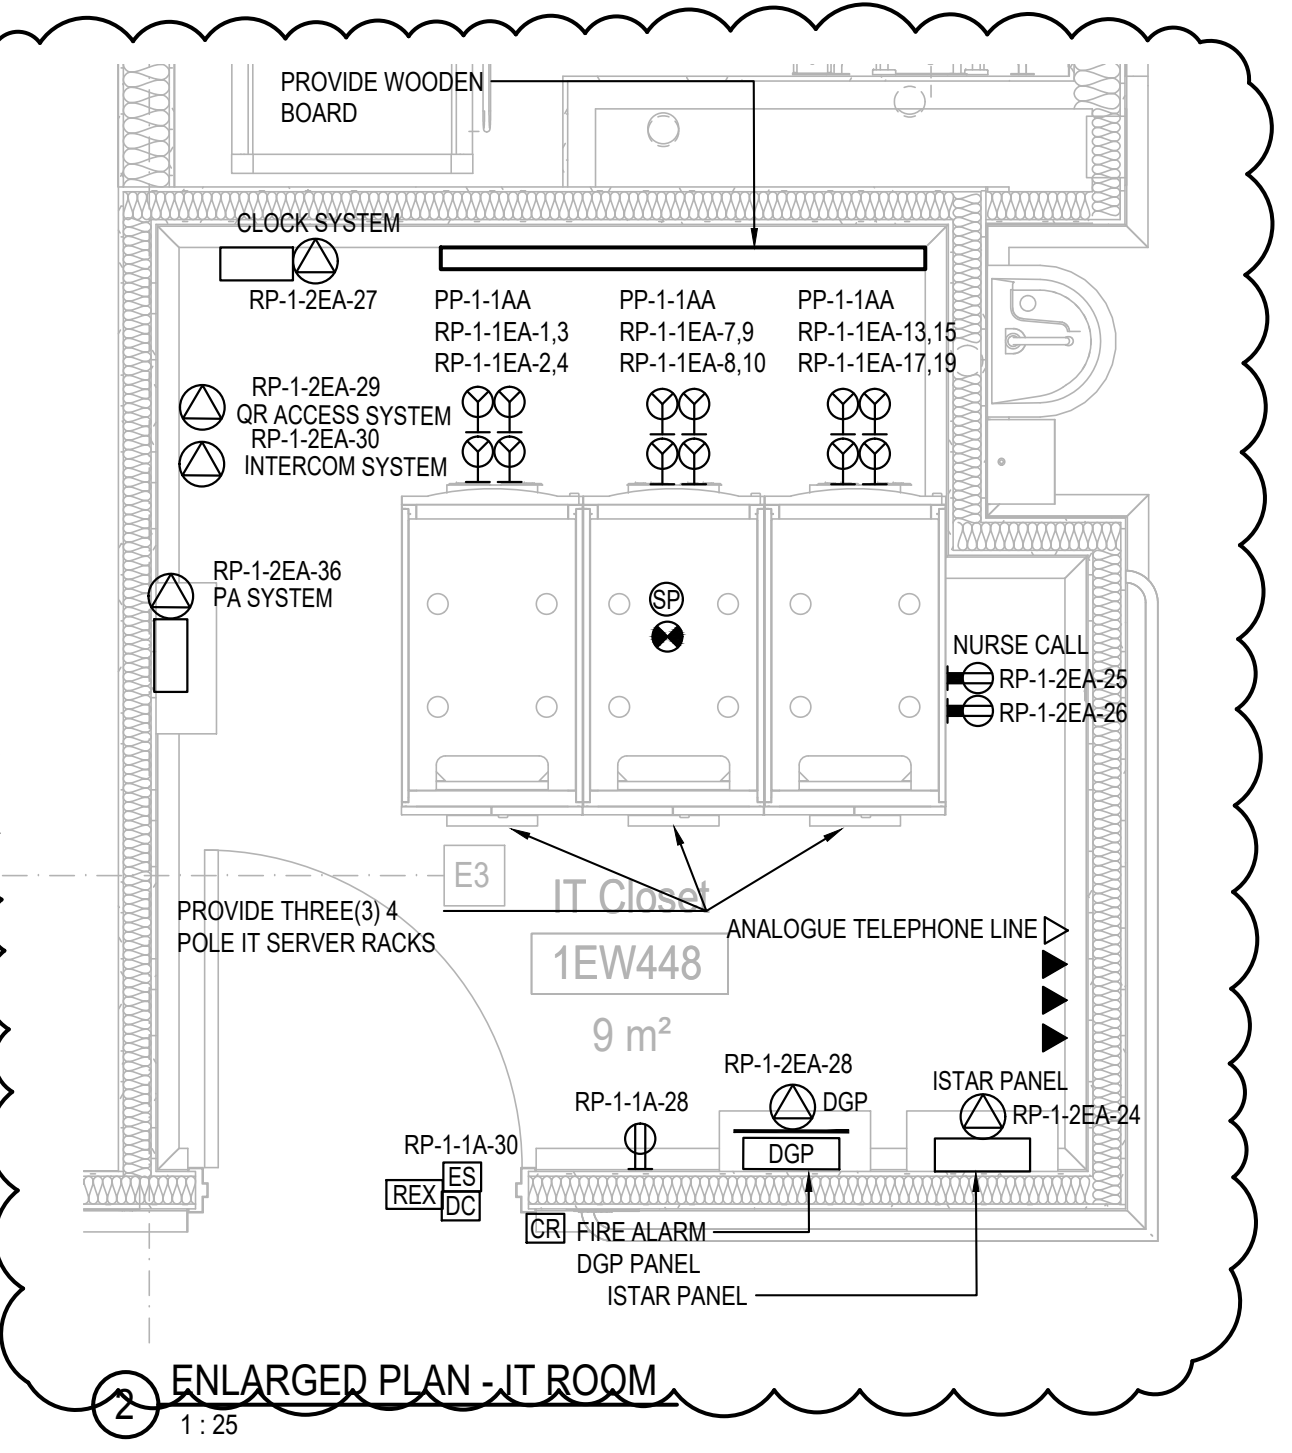 PROVIDE WOODEN
BOARD
CLOCK SYSTEM
RP-1-2EA-27
PP-1-1AA
RP-1-1EA-1,3
RP-1-1EA-2,4
PP-1-1AA
RP-1-1EA-7,9
RP-1-1EA-8,10
PP-1-1AA
RP-1-1EA-13,15
RP-1-1EA-17,19
RP-1-2EA-29
QR ACCESS SYSTEM
RP-1-2EA-30
INTERCOM SYSTEM
RP-1-2EA-36
PA SYSTEM
SP
NURSE CALL
RP-1-2EA-25
RP-1-2EA-26
E3
IT Closet
PROVIDE THREE(3) 4
POLE IT SERVER RACKS
ANALOGUE TELEPHONE LINE
1EW448
9 m²
RP-1-2EA-28
DGP
DGP
ISTAR PANEL
RP-1-2EA-24
RP-1-1A-28
RP-1-1A-30
ES
REX
DC
CR
FIRE ALARM
DGP PANEL
ISTAR PANEL
2
ENLARGED PLAN - IT ROOM
1 : 25